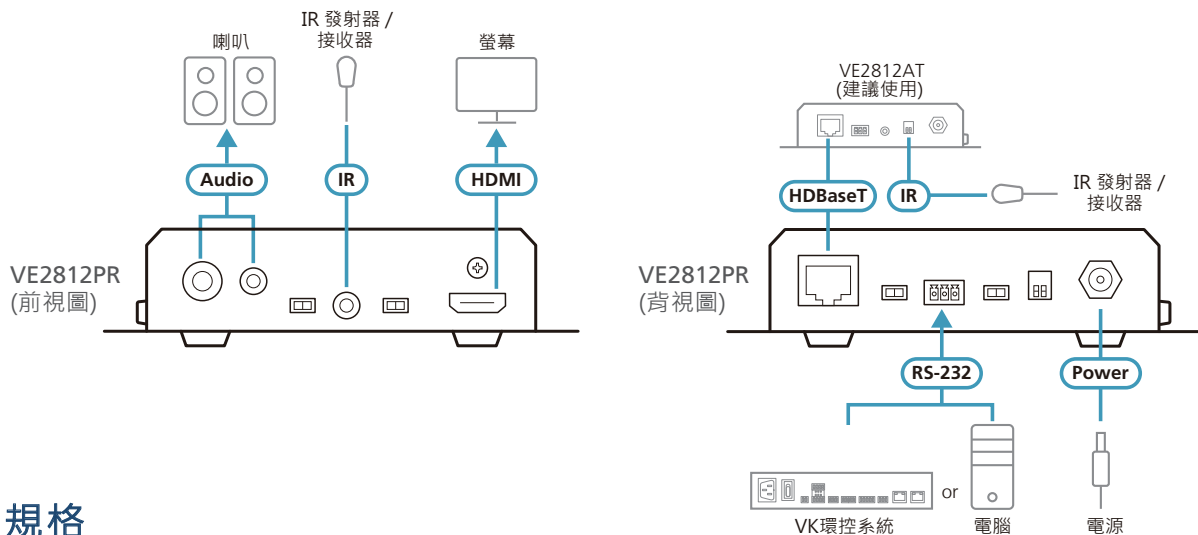 喇叭
IR 發射器 /
接收器
螢幕
Audio
IR
HDMI
VE2812PR
(前視圖)
VE2812AT
(建議使用)
HDBaseT
IR
IR 發射器 /
接收器
VE2812PR
(背視圖)
RS-232
Power
or
VK環控系統
電腦
電源
規格